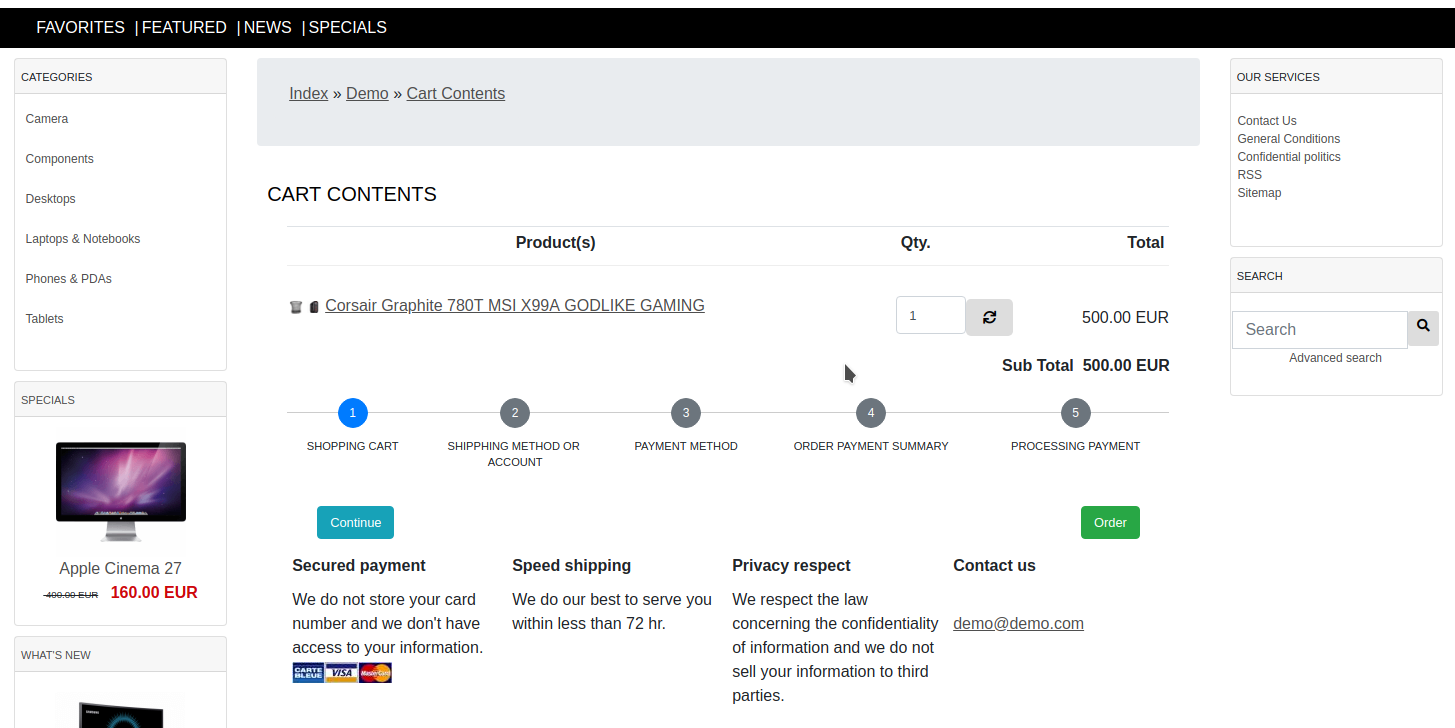 FAVORITES | FEATURED | NEWS | SPECIALS
CATEGORIES
Camera
Components
Desktops
Laptops & Notebooks
Phones & PDAs
Tablets
SPECIALS
Apple Cinema 27
400.00 EUR 160.00 EUR
WHAT'S NEW
SAMSUNG
Index » Demo » Cart Contents
CART CONTENTS
Product(s) Qty. Total
Corsair Graphite 780T MSI X99A GODLIKE GAMING 1 500.00 EUR
Sub Total 500.00 EUR
1 2 3 4 5
SHOPPING CART
SHIPPHING METHOD OR
ACCOUNT
PAYMENT METHOD
ORDER PAYMENT SUMMARY
PROCESSING PAYMENT
Continue
Order
Secured payment
We do not store your card
number and we don't have
access to your information.
CARTE
BLEUE VISA MasterCard
Speed shipping
We do our best to serve you
within less than 72 hr.
Privacy respect
We respect the law
concerning the confidentiality
of information and we do not
sell your information to third
parties.
Contact us
demo@demo.com
OUR SERVICES
Contact Us
General Conditions
Confidential politics
RSS
Sitemap
SEARCH
Search
Advanced search